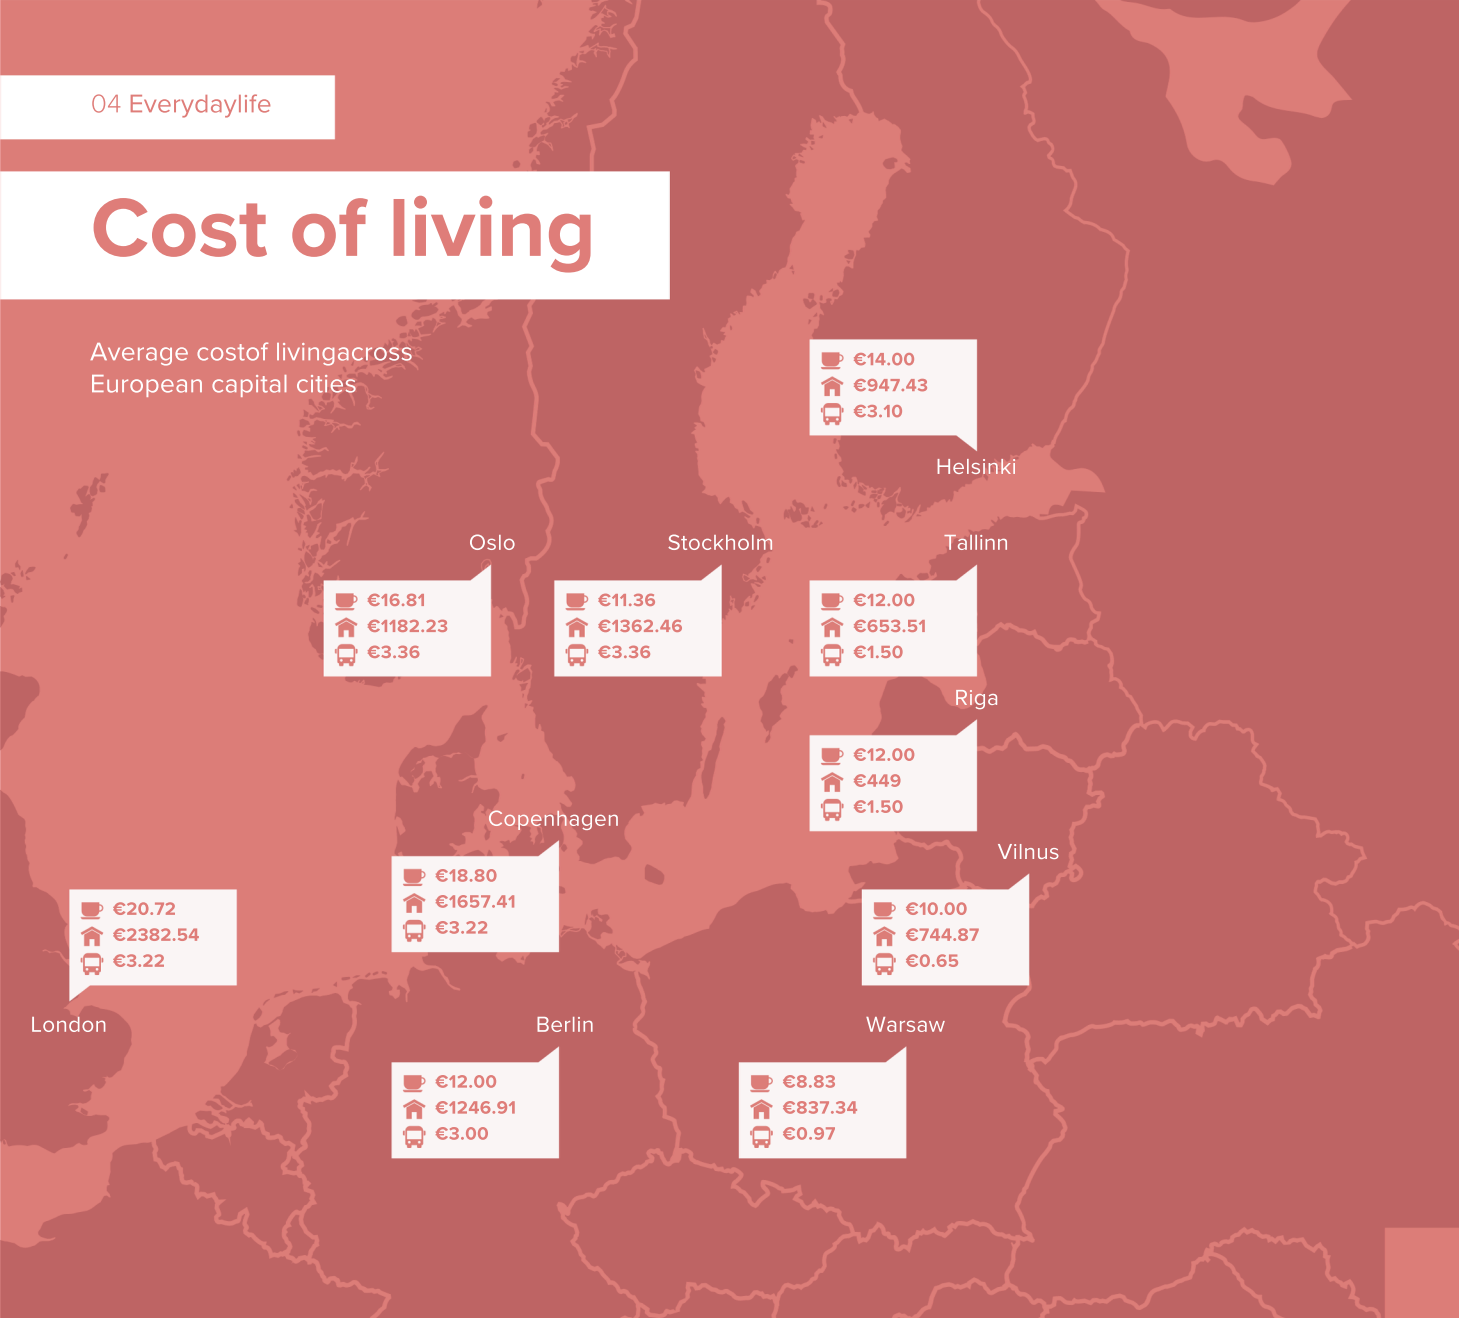 04 Everydaylife
Cost of living
Average costof livingacross
European capital cities
€14.00
€947.43
€3.10
Helsinki
Oslo
€16.81
€1182.23
€3.36
Stockholm
€11.36
€1362.46
€3.36
Tallinn
€12.00
€653.51
€1.50
Riga
€12.00
€449
€1.50
Copenhagen
€18.80
€1657.41
€3.22
Vilnus
€10.00
€744.87
€0.65
€20.72
€2382.54
€3.22
London
Berlin
€12.00
€1246.91
€3.00
Warsaw
€8.83
€837.34
€0.97